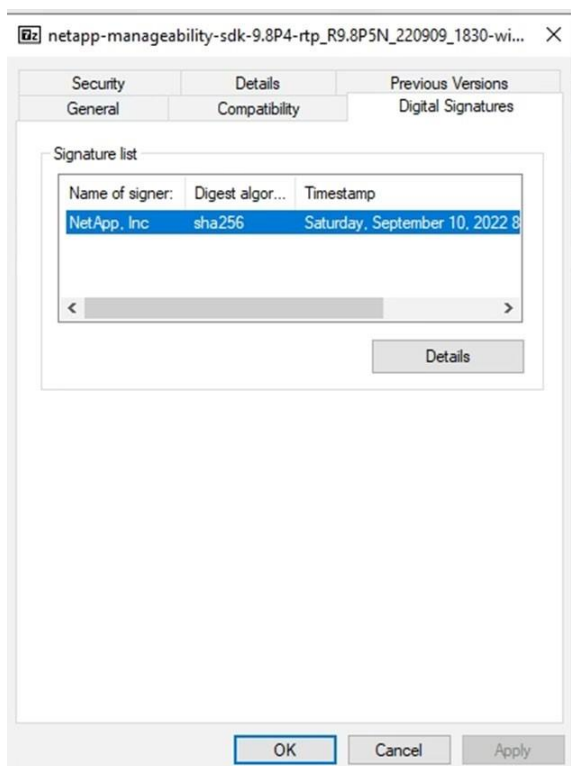 7z netapp-manageability-sdk-9.8P4-rtp_R9.8P5N_220909_1830-wi...
Security Details Previous Versions
General Compatibility Digital Signatures
Signature list
Name of signer: Digest algor... Timestamp
NetApp, Inc sha256 Saturday, September 10, 2022 8
Details
OK Cancel Apply